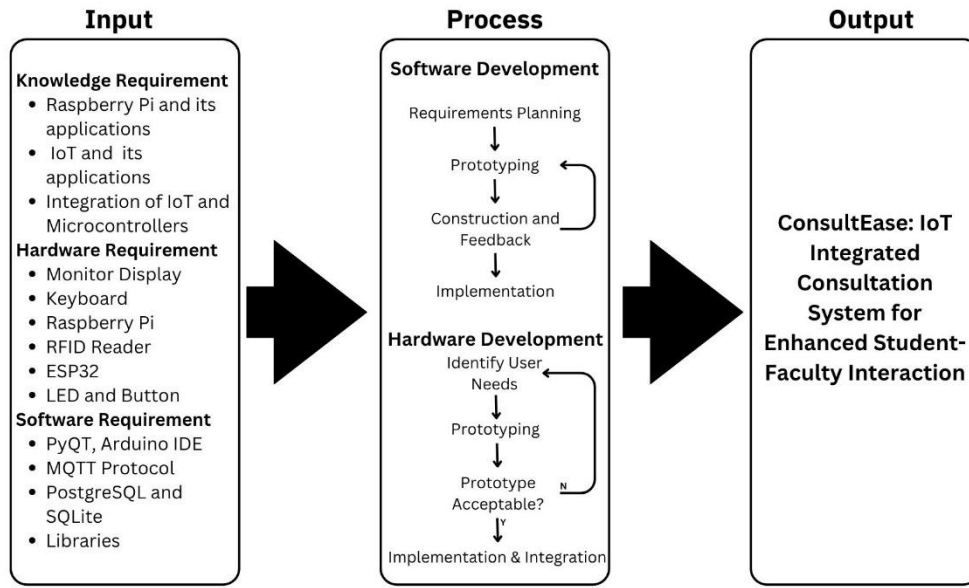 Input
Knowledge Requirement
• Raspberry Pi and its
applications
• IoT and its
applications
• Integration of IoT and
Microcontrollers
Hardware Requirement
• Monitor Display
• Keyboard
• Raspberry Pi
• RFID Reader
• ESP32
• LED and Button
Software Requirement
• PyQT, Arduino IDE
• MQTT Protocol
• PostgreSQL and
SQLite
• Libraries
Process
Software Development
Requirements Planning
Prototyping
Construction and
Feedback
Implementation
Hardware Development
Identify User
Needs
Prototyping
Prototype
Acceptable?
N
Y
Implementation & Integration
Output
ConsultEase: IoT
Integrated
Consultation
System for
Enhanced Student-
Faculty Interaction